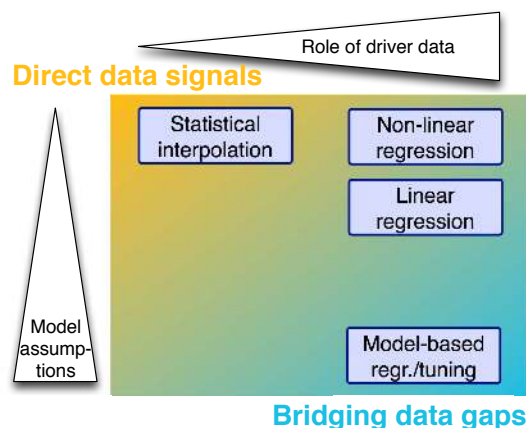 Role of driver data
Direct data signals
Statistical
interpolation
Non-linear
regression
Linear
regression
Model
assump-
tions
Model-based
regr./tuning
Bridging data gaps